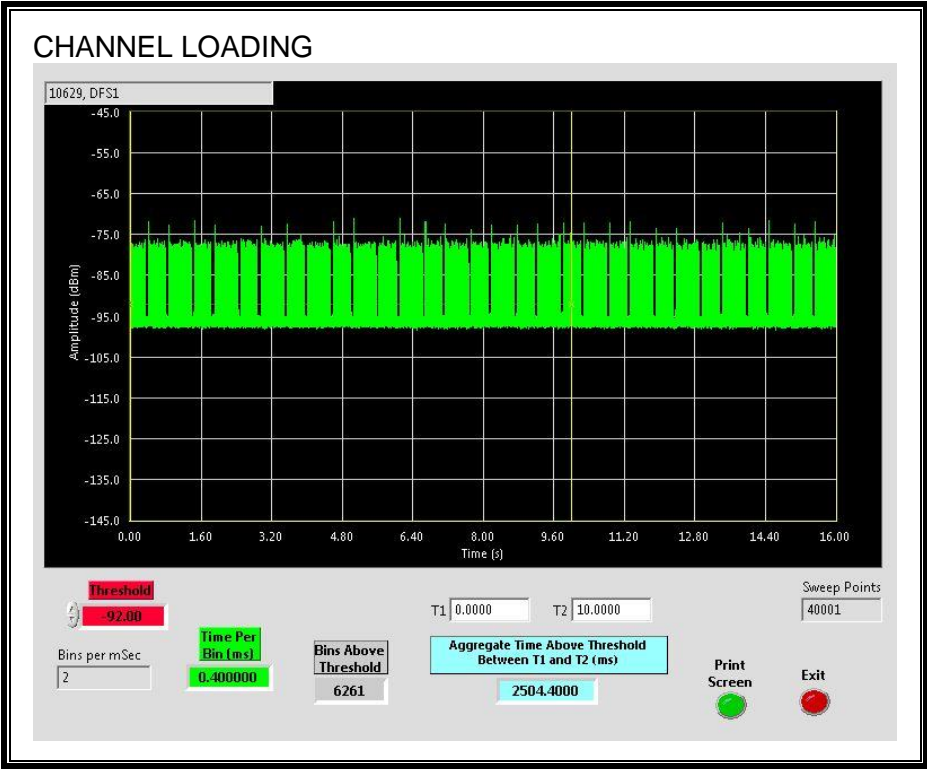 CHANNEL LOADING
10629, DFS1
-45.0
-55.0
-65.0
-75.0
-85.0
-95.0
-105.0
-115.0
-125.0
-135.0
-145.0
Amplitude (dBm)
0.00 1.60 3.20 4.80 6.40 8.00 9.60 11.20 12.80 14.40 16.00
Time (s)
Threshold
-92.00
Bins per mSec
2
Time Per
Bin (ms)
0.400000
Bins Above
Threshold
6261
T1 0.0000 T2 10.0000
Aggregate Time Above Threshold
Between T1 and T2 (ms)
2504.4000
Sweep Points
40001
Print
Screen
Exit